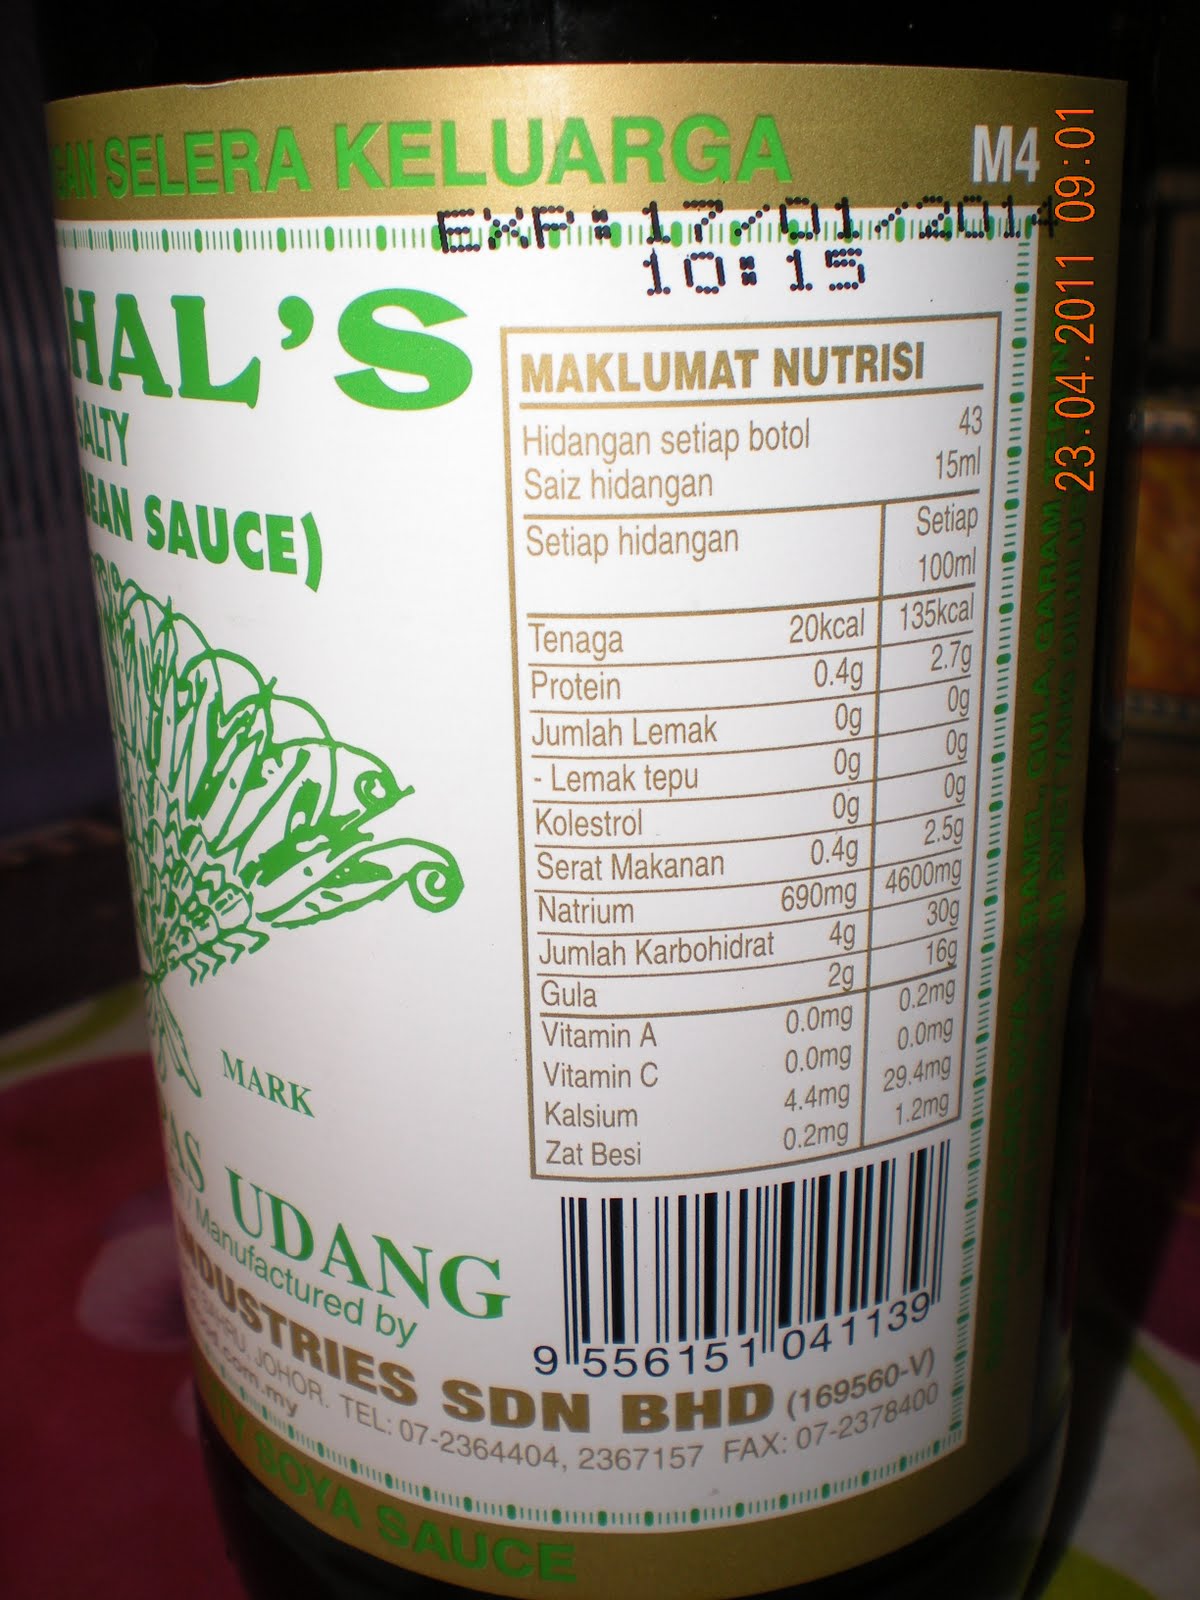 SELERA KELUARGA
M4
EXP: 17/01/2014
10:15
23.04.2011 09:01
HAL'S
SALTY
SAUCE)
MAKLUMAT NUTRISI
Hidangan setiap botol 43
Saiz hidangan 15ml
Setiap hidangan Setiap
100ml
Tenaga 20kcal 135kcal
Protein 0.4g 2.7g
Jumlah Lemak 0g 0g
- Lemak tepu 0g 0g
Kolestrol 0g 0g
Serat Makanan 0.4g 2.5g
Natrium 690mg 4600mg
Jumlah Karbohidrat 4g 30g
Gula 2g 16g
Vitamin A 0.0mg 0.2mg
Vitamin C 0.0mg 0.0mg
Kalsium 4.4mg 29.4mg
Zat Besi 0.2mg 1.2mg
MARK
UDANG
/ Manufactured by
9 556151 041139
INDUSTRIES SDN BHD (169560-V)
JOHOR. TEL: 07-2364404, 2367157 FAX: 07-2378400
.com.my
SOYA SAUCE
KARAMEL, GULA, GARAM